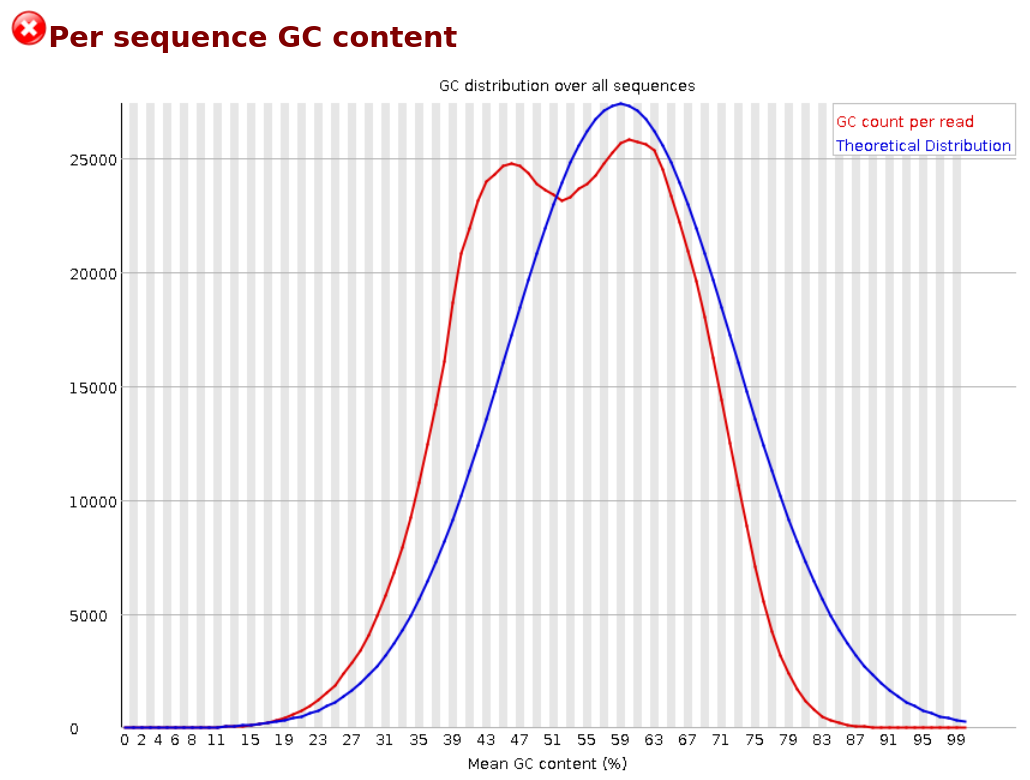 Per sequence GC content
GC distribution over all sequences
GC count per read
Theoretical Distribution
25000
20000
15000
10000
5000
0
0 2 4 6 8 11 15 19 23 27 31 35 39 43 47 51 55 59 63 67 71 75 79 83 87 91 95 99
Mean GC content (%)